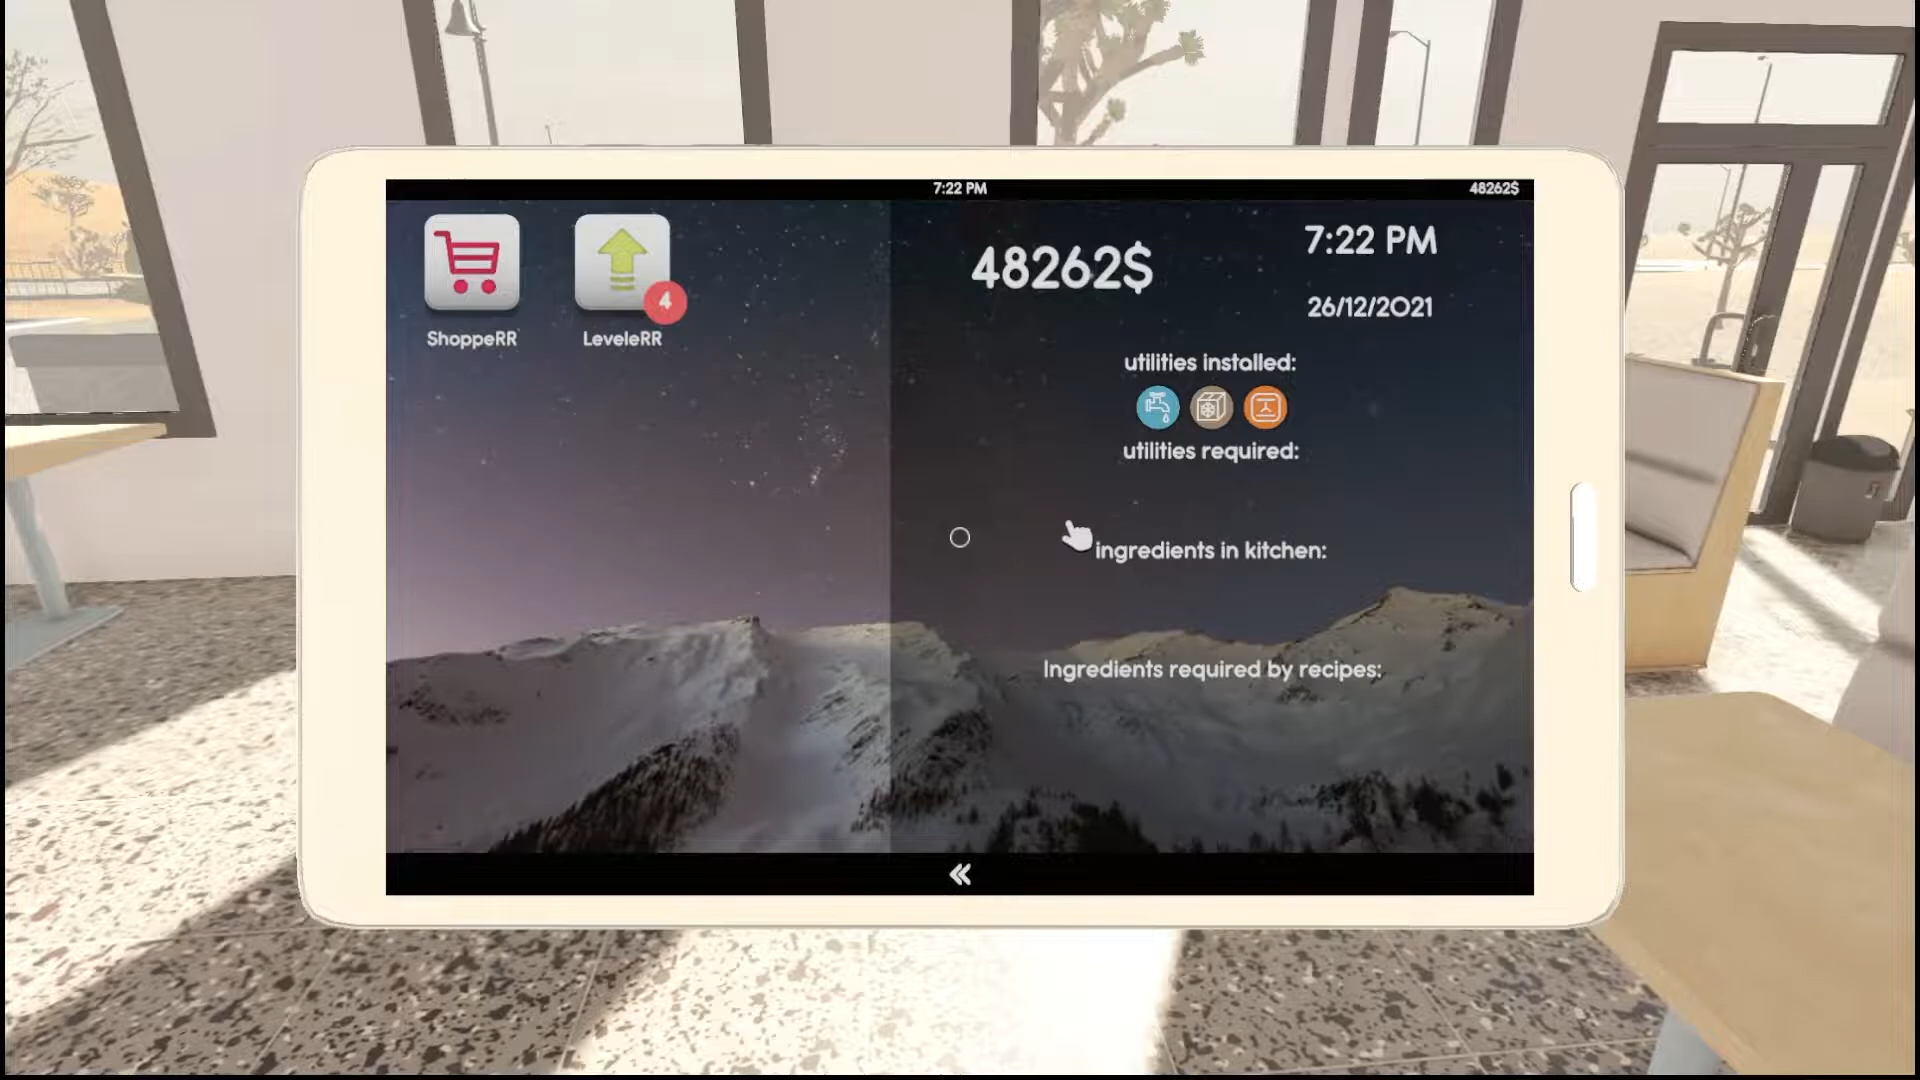 7:22 PM
48262$
ShoppeRR
4
LeveleRR
48262$
7:22 PM
26/12/2021
utilities installed:
utilities required:
ingredients in kitchen:
Ingredients required by recipes: